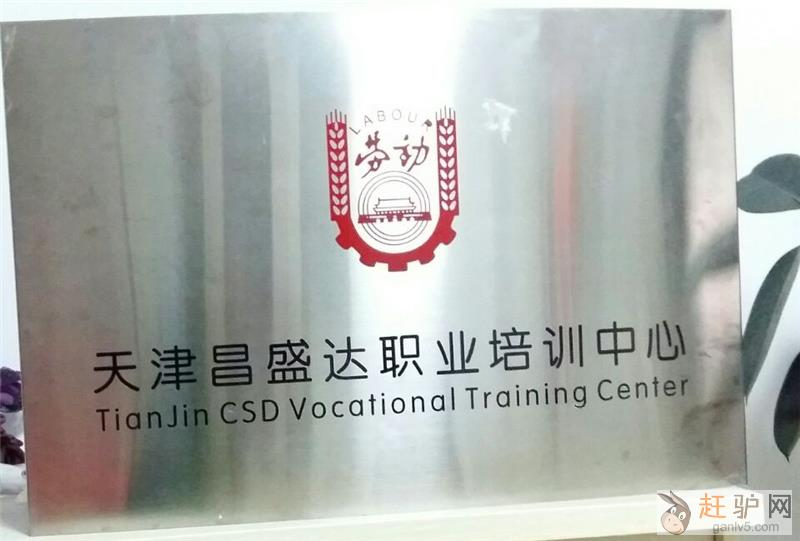 LABOUR
劳动
天津昌盛达职业培训中心
TianJin CSD Vocational Training Center
赶驴网
ganlv5.com